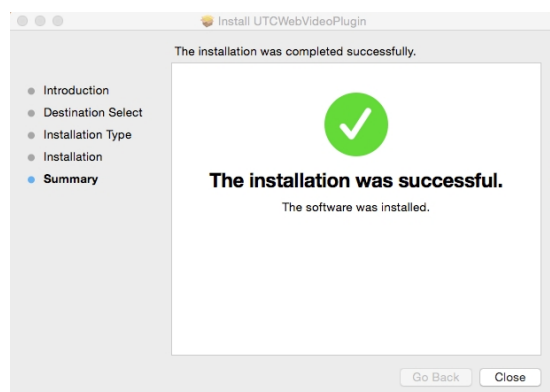 Install UTCWebVideoPlugin
The installation was completed successfully.
Introduction
Destination Select
Installation Type
Installation
Summary
The installation was successful.
The software was installed.
Go Back
Close